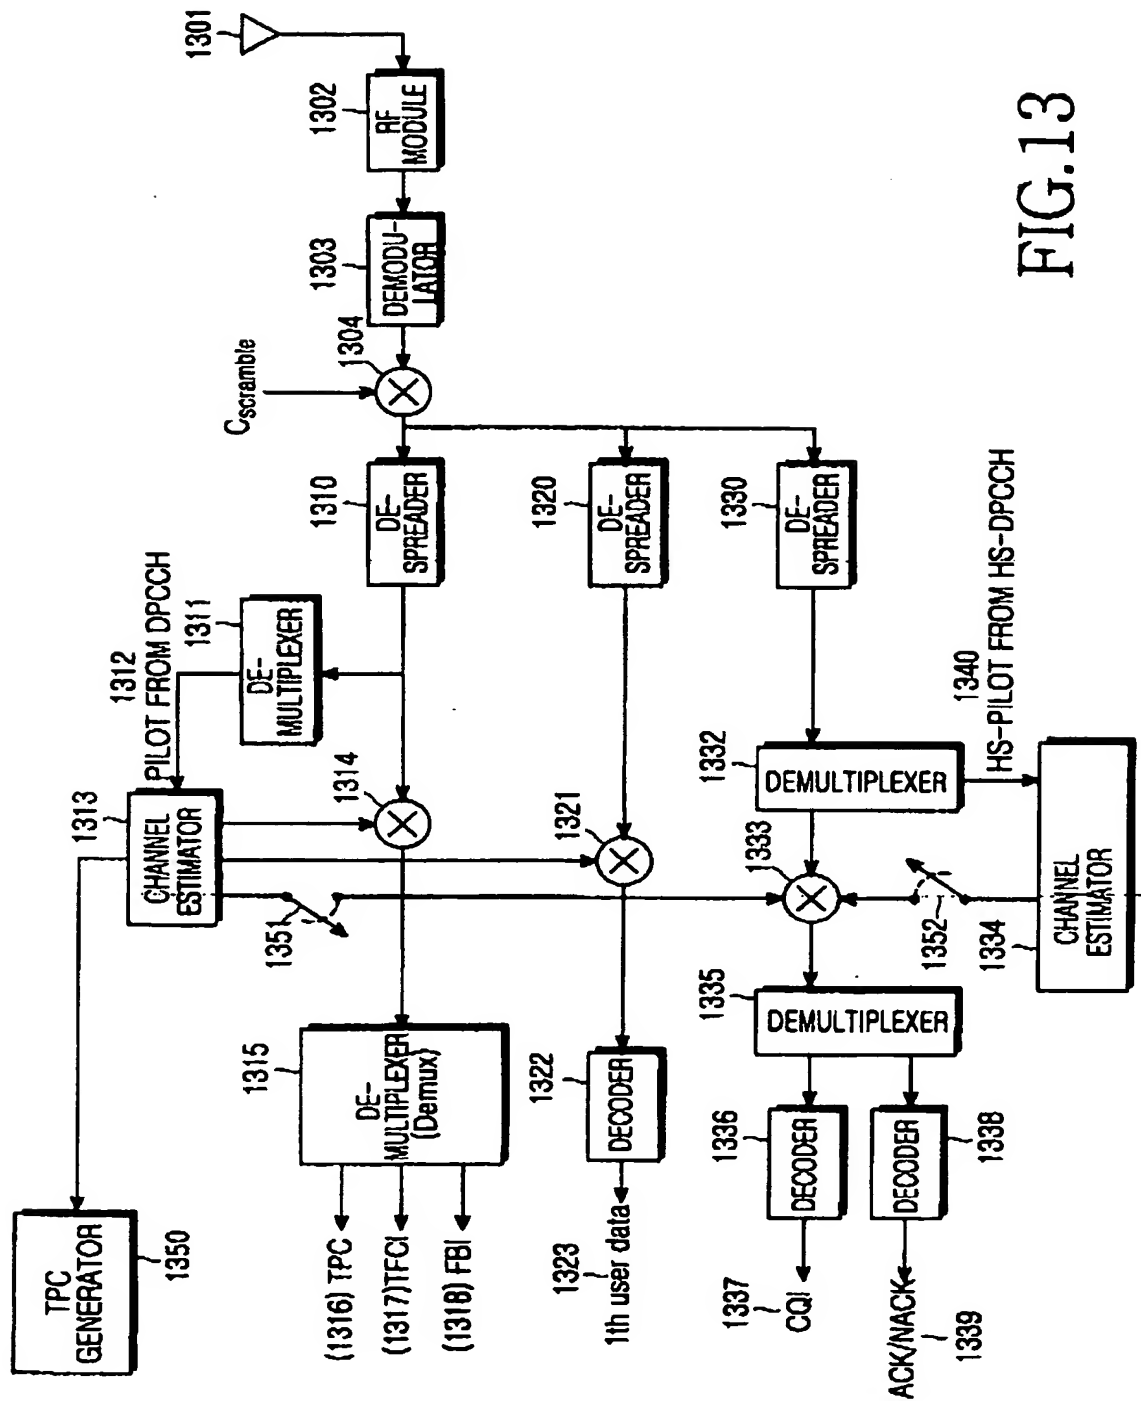 1301
1302
RF
MODULE
1303
DEMODU-
LATOR
1304
Cscramble
1310
DE-
SPREADER
1311
DE-
MULTIPLEXER
1312
PILOT FROM DPCCH
1313
CHANNEL
ESTIMATOR
1314
1315
DE-
MULTIPLEXER
(Demux)
(1316) TPC
(1317)TFCI
(1318) FBI
TPC
GENERATOR
1350
1351
1320
DE-
SPREADER
1321
1322
DECODER
1323
1th user data
1330
DE-
SPREADER
1332
DEMULTIPLEXER
1340
HS-PILOT FROM HS-DPCCH
1333
1352
1334
CHANNEL
ESTIMATOR
1335
DEMULTIPLEXER
1336
DECODER
1337
CQI
1338
DECODER
1339
ACK/NACK
FIG.13